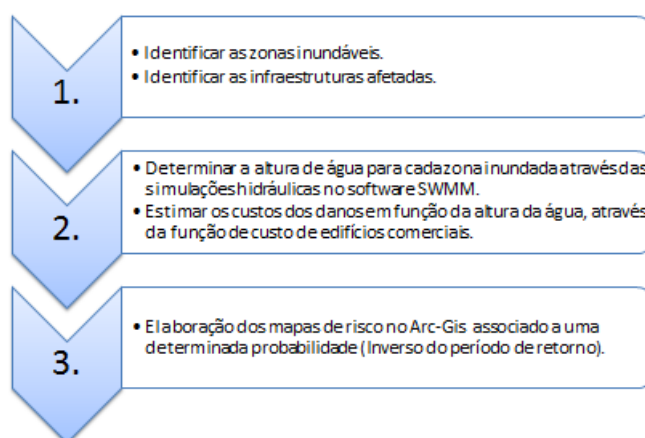 1.
• Identificar as zonas inundáveis.
• Identificar as infraestruturas afetadas.
2.
• Determinar a altura de água para cada zona inundada através das
simulações hidráulicas no software SWMM.
• Estimar os custos dos danos em função da altura da água, através
da função de custo de edifícios comerciais.
3.
• Elaboração dos mapas de risco no Arc-Gis associado a uma
determinada probabilidade (Inverso do período de retorno).